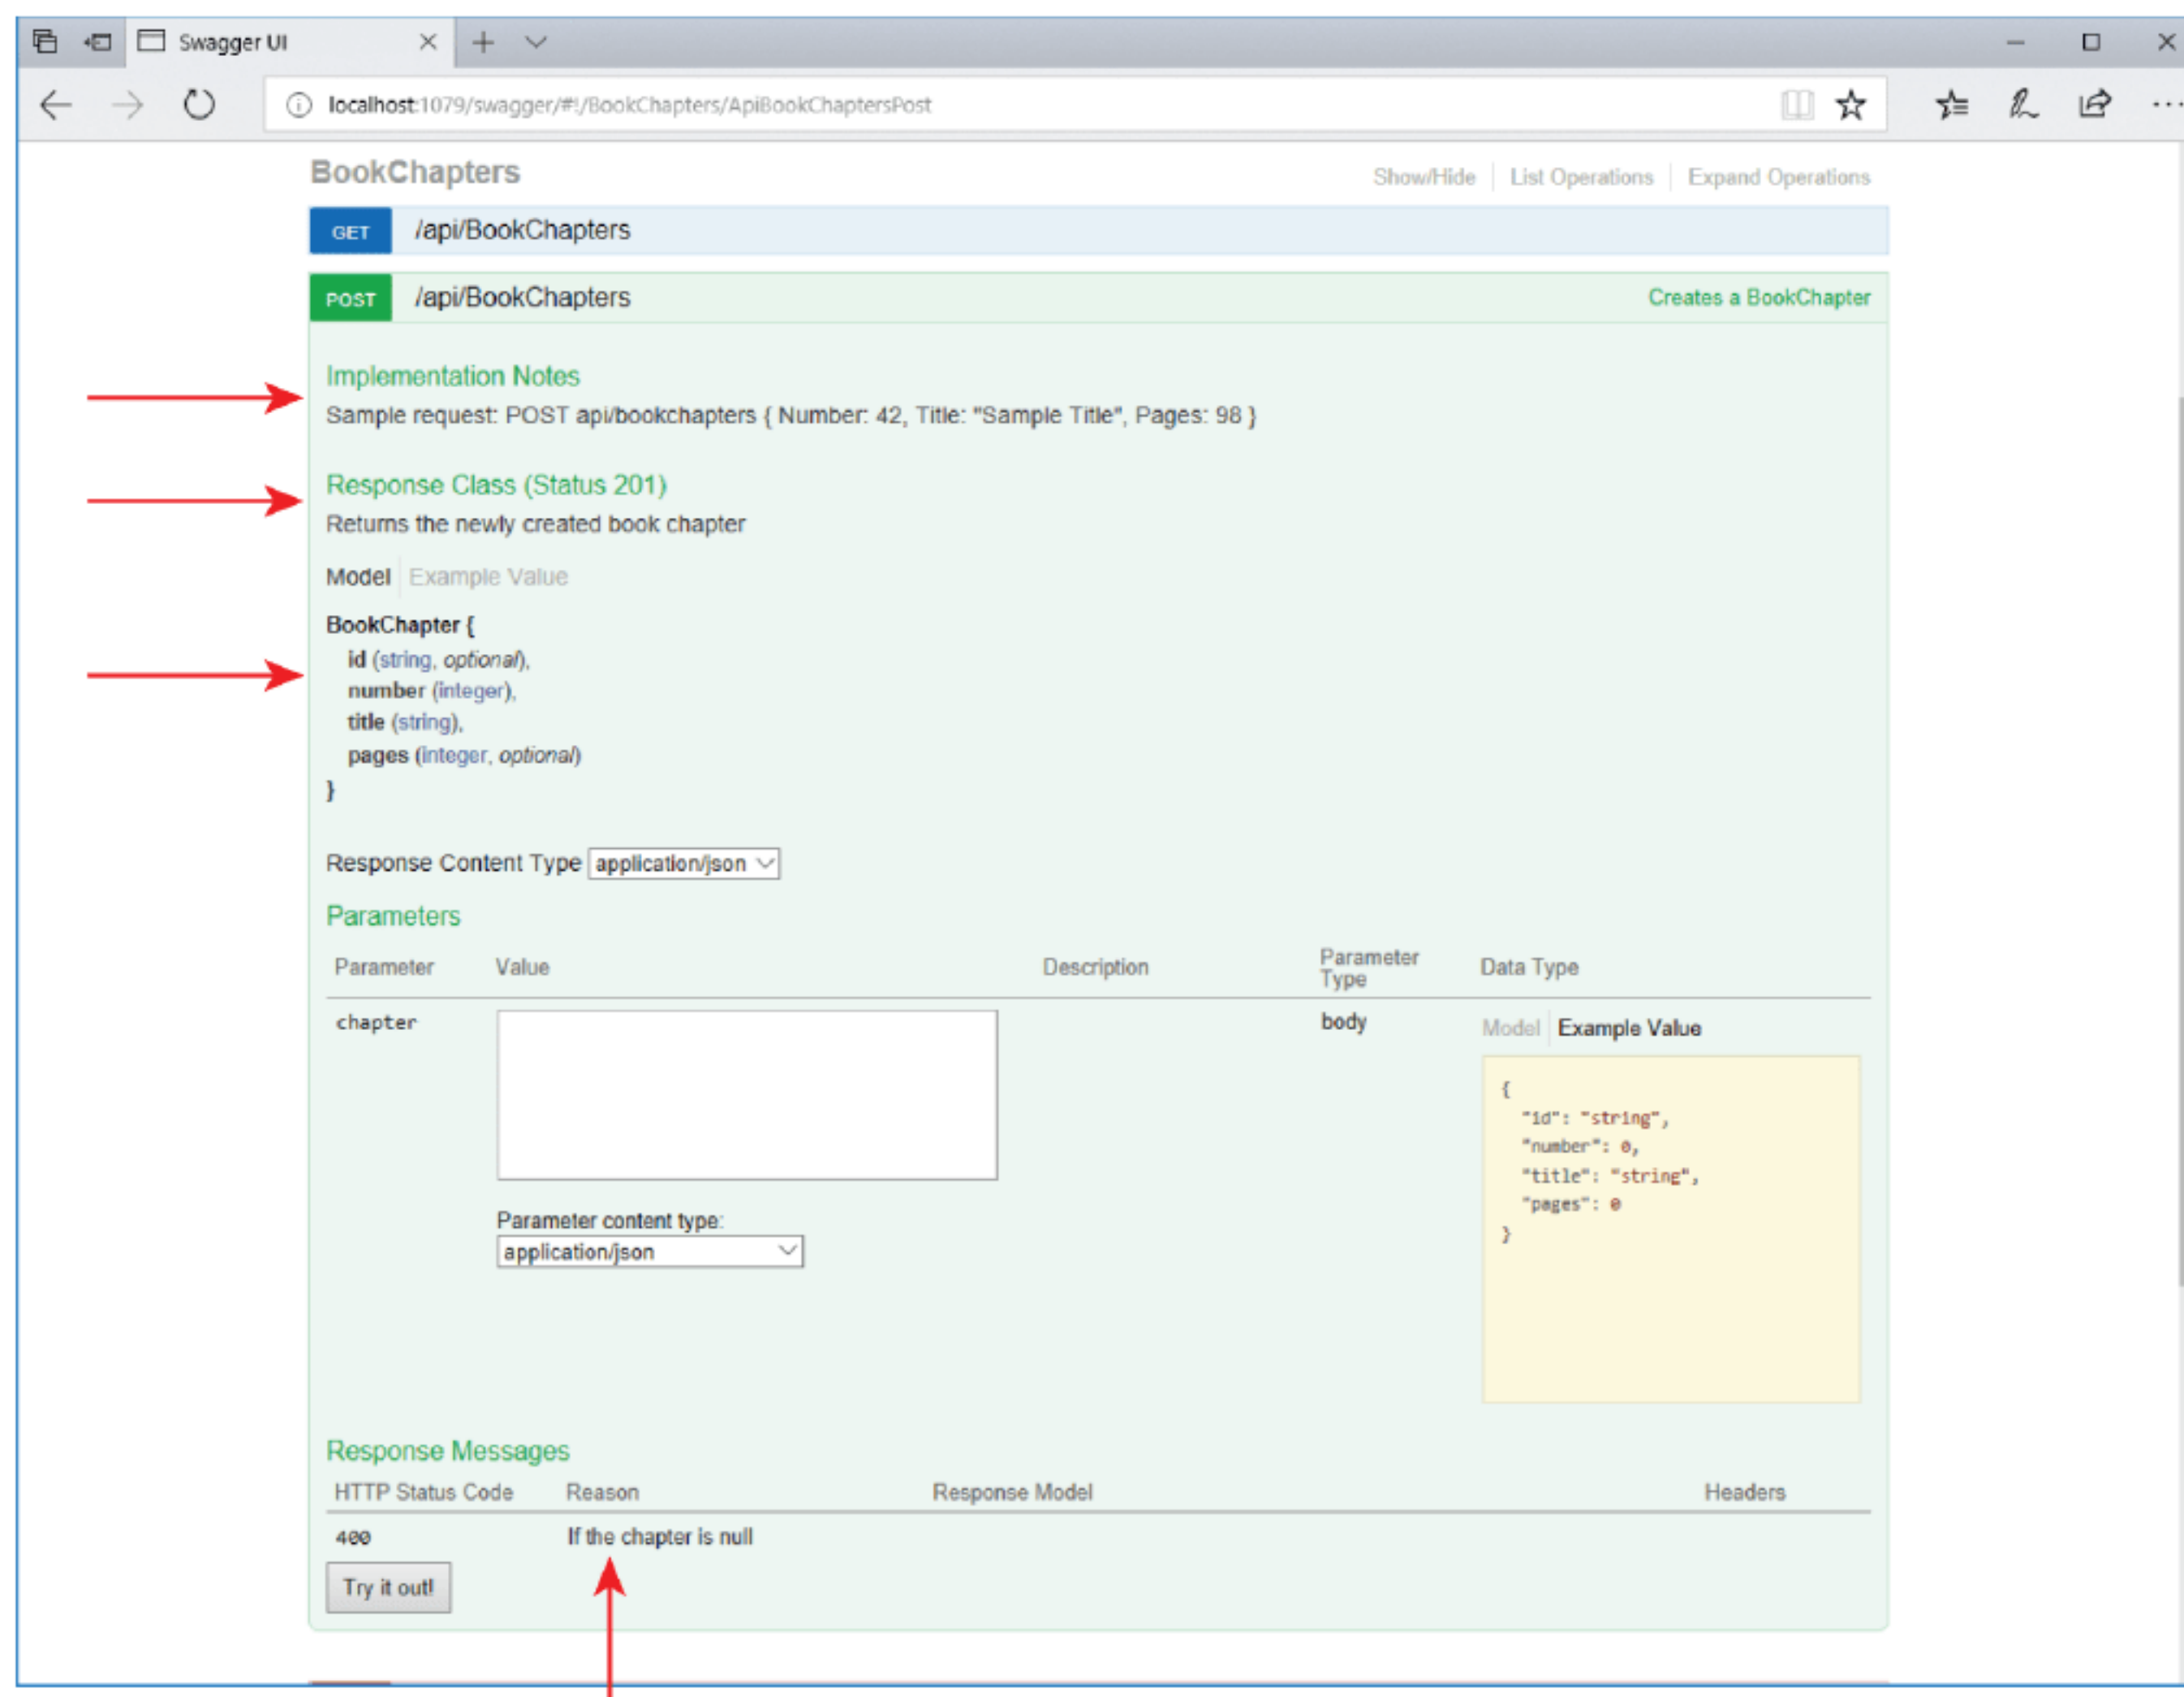 Swagger UI
localhost:1079/swagger/#!/BookChapters/ApiBookChaptersPost
BookChapters Show/Hide List Operations Expand Operations
GET /api/BookChapters
POST /api/BookChapters Creates a BookChapter
Implementation Notes
Sample request: POST api/bookchapters { Number: 42, Title: "Sample Title", Pages: 98 }
Response Class (Status 201)
Returns the newly created book chapter
Model Example Value
BookChapter {
id (string, optional),
number (integer),
title (string),
pages (integer, optional)
}
Response Content Type application/json
Parameters
Parameter Value Description Parameter Type Data Type
chapter body Model Example Value
{
"id": "string",
"number": 0,
"title": "string",
"pages": 0
}
Parameter content type:
application/json
Response Messages
HTTP Status Code Reason Response Model Headers
400 If the chapter is null
Try it out!